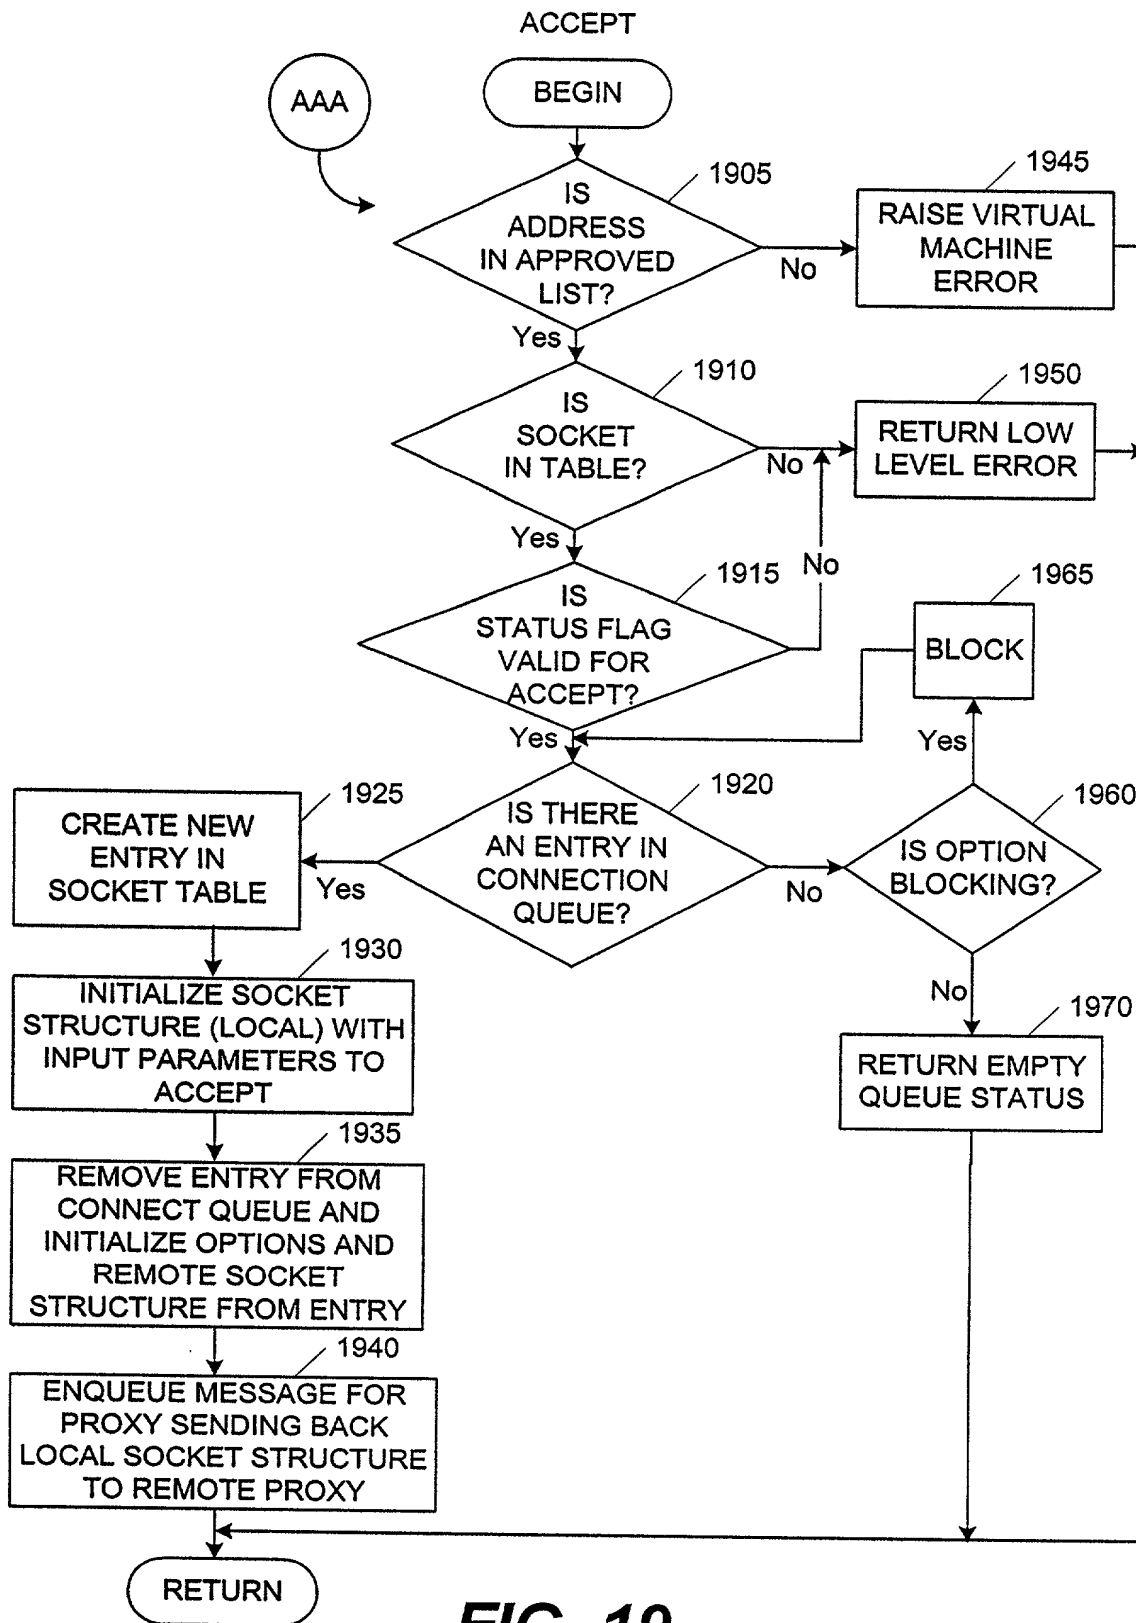 ACCEPT
AAA
BEGIN
1905
IS
ADDRESS
IN APPROVED
LIST?
No
Yes
1945
RAISE VIRTUAL
MACHINE
ERROR
1910
IS
SOCKET
IN TABLE?
No
Yes
1950
RETURN LOW
LEVEL ERROR
1915
IS
STATUS FLAG
VALID FOR
ACCEPT?
No
Yes
1965
BLOCK
Yes
1920
IS THERE
AN ENTRY IN
CONNECTION
QUEUE?
Yes
No
1960
IS OPTION
BLOCKING?
No
1925
CREATE NEW
ENTRY IN
SOCKET TABLE
1930
INITIALIZE SOCKET
STRUCTURE (LOCAL) WITH
INPUT PARAMETERS TO
ACCEPT
1970
RETURN EMPTY
QUEUE STATUS
1935
REMOVE ENTRY FROM
CONNECT QUEUE AND
INITIALIZE OPTIONS AND
REMOTE SOCKET
STRUCTURE FROM ENTRY
1940
ENQUEUE MESSAGE FOR
PROXY SENDING BACK
LOCAL SOCKET STRUCTURE
TO REMOTE PROXY
RETURN
FIG. 19